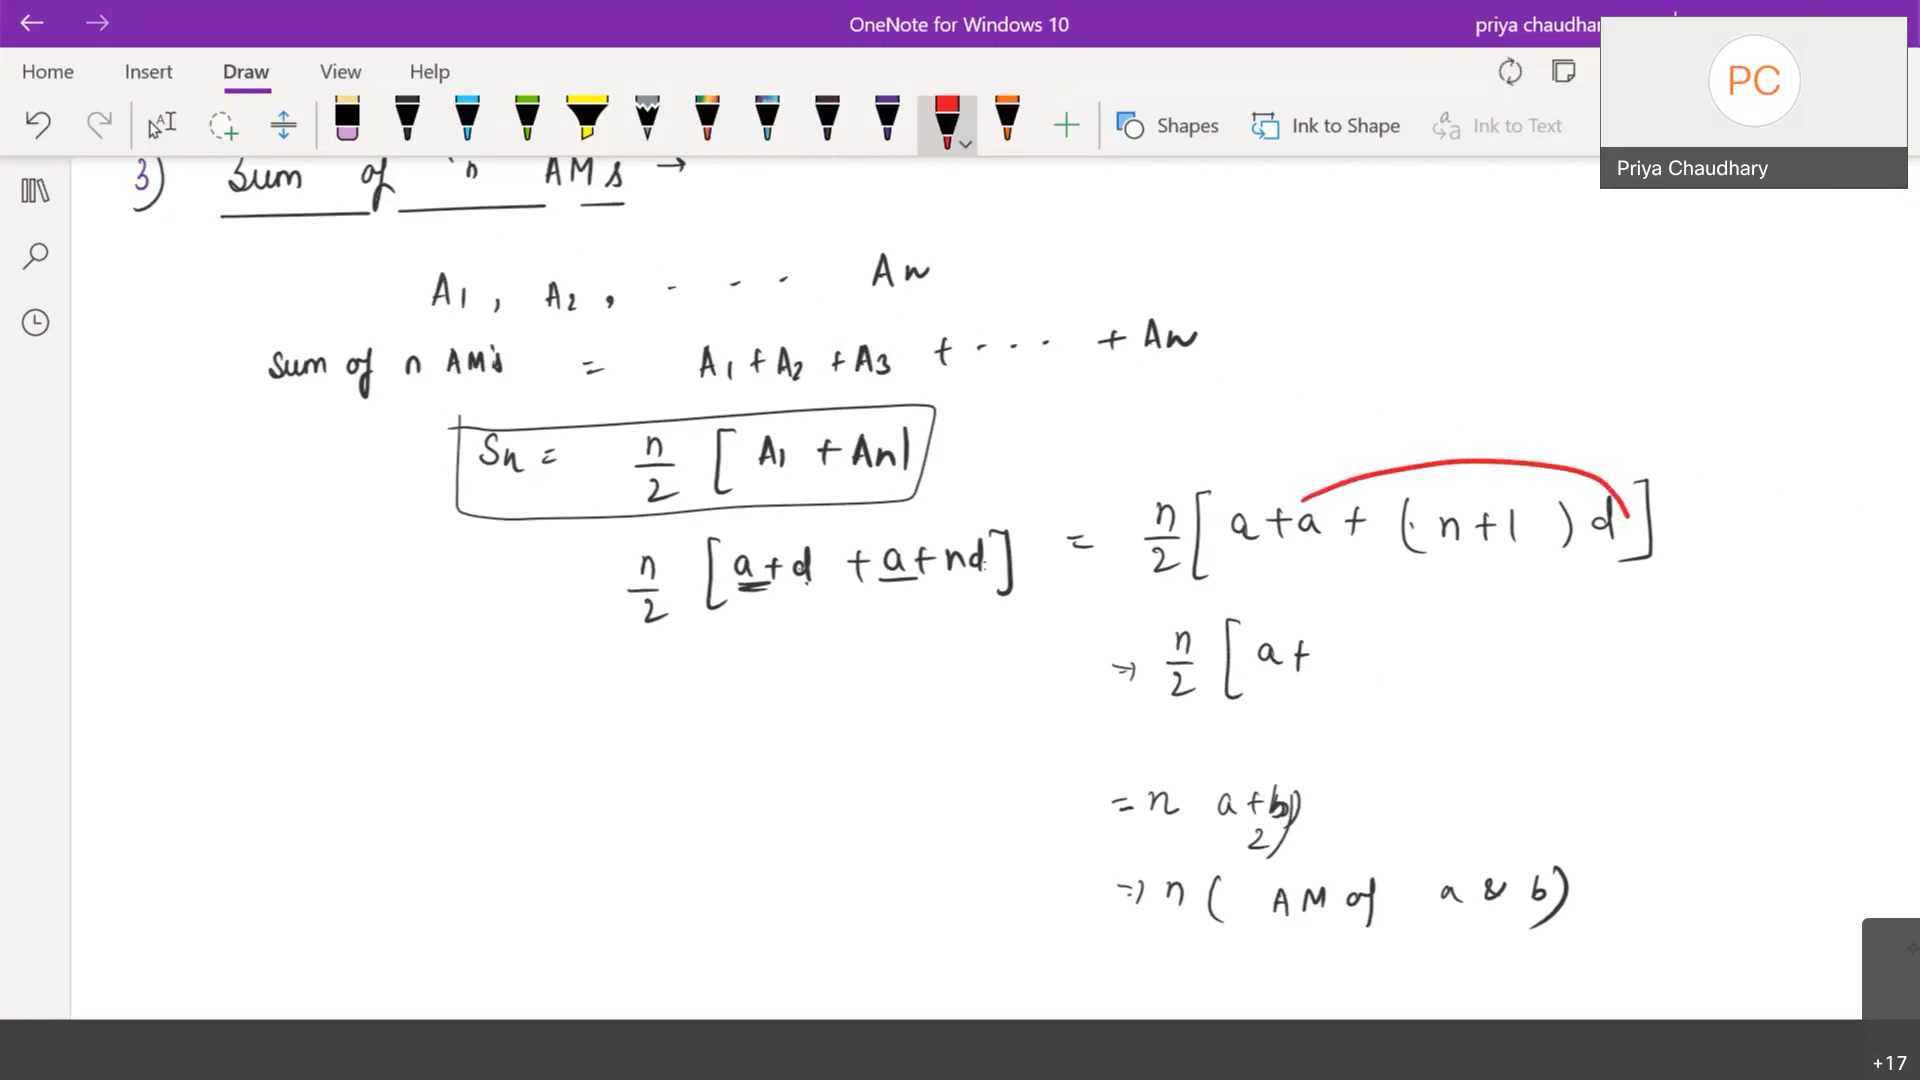 OneNote for Windows 10
priya chaudhar
PC
Priya Chaudhary
Home Insert Draw View Help
Shapes Ink to Shape Ink to Text
3) Sum of 'n AMs →
A1, A2, - - - An
Sum of n AM's = A1 + A2 + A3 + - - - + An
Sn = n/2 [A1 + An]
n/2 [a+d + a+nd] = n/2 [a+a + (n+1)d]
⇒ n/2 [a+
= n a+b)/2)
⇒ n ( AM of a & b)
+17